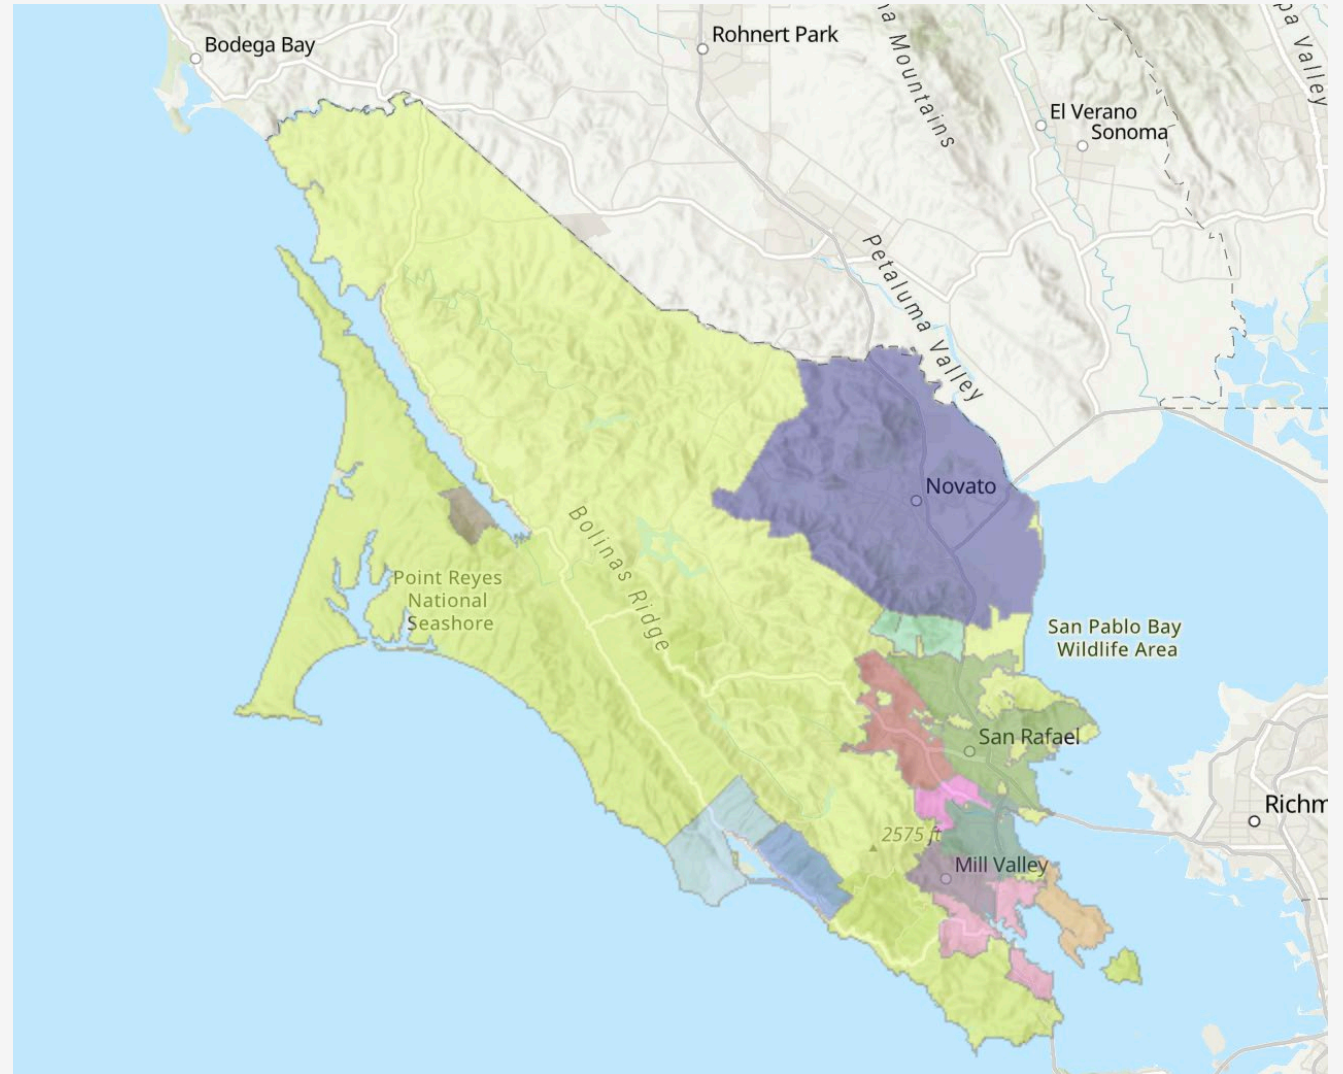 Bodega Bay
Rohnert Park
a Mountains
pa Valley
El Verano
Sonoma
Petaluma Valley
Novato
Bolinas Ridge
Point Reyes
National
Seashore
San Pablo Bay
Wildlife Area
San Rafael
Richm
2575 ft
Mill Valley